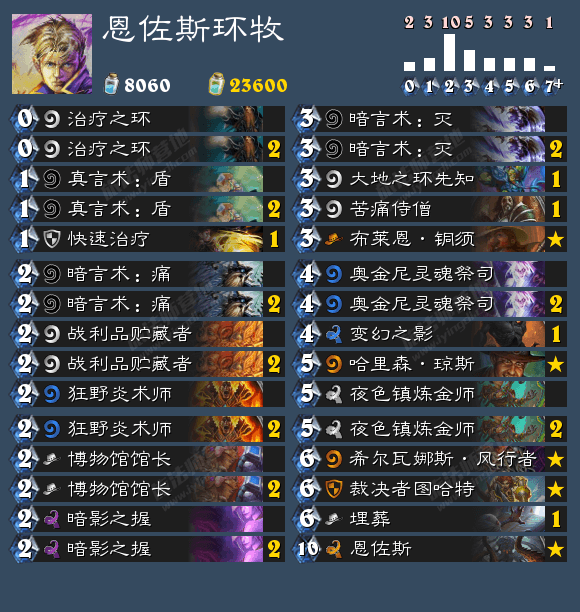 恩佐斯环牧
8060
23600
2 3 10 5 3 3 3 1
0 1 2 3 4 5 6 7+
0 治疗之环
0 治疗之环 2
1 真言术：盾
1 真言术：盾 2
1 快速治疗 1
2 暗言术：痛
2 暗言术：痛 2
2 战利品贮藏者
2 战利品贮藏者 2
2 狂野炎术师
2 狂野炎术师 2
2 博物馆馆长
2 博物馆馆长 2
2 暗影之握
2 暗影之握 2
3 暗言术：灭
3 暗言术：灭 2
3 大地之环先知 1
3 苦痛侍僧 1
3 布莱恩·铜须 ★
4 奥金尼灵魂祭司
4 奥金尼灵魂祭司 2
4 变幻之影 1
5 哈里森·琼斯 ★
5 夜色镇炼金师
5 夜色镇炼金师 2
6 希尔瓦娜斯·风行者 ★
6 裁决者图哈特 ★
6 埋葬 1
10 恩佐斯 ★